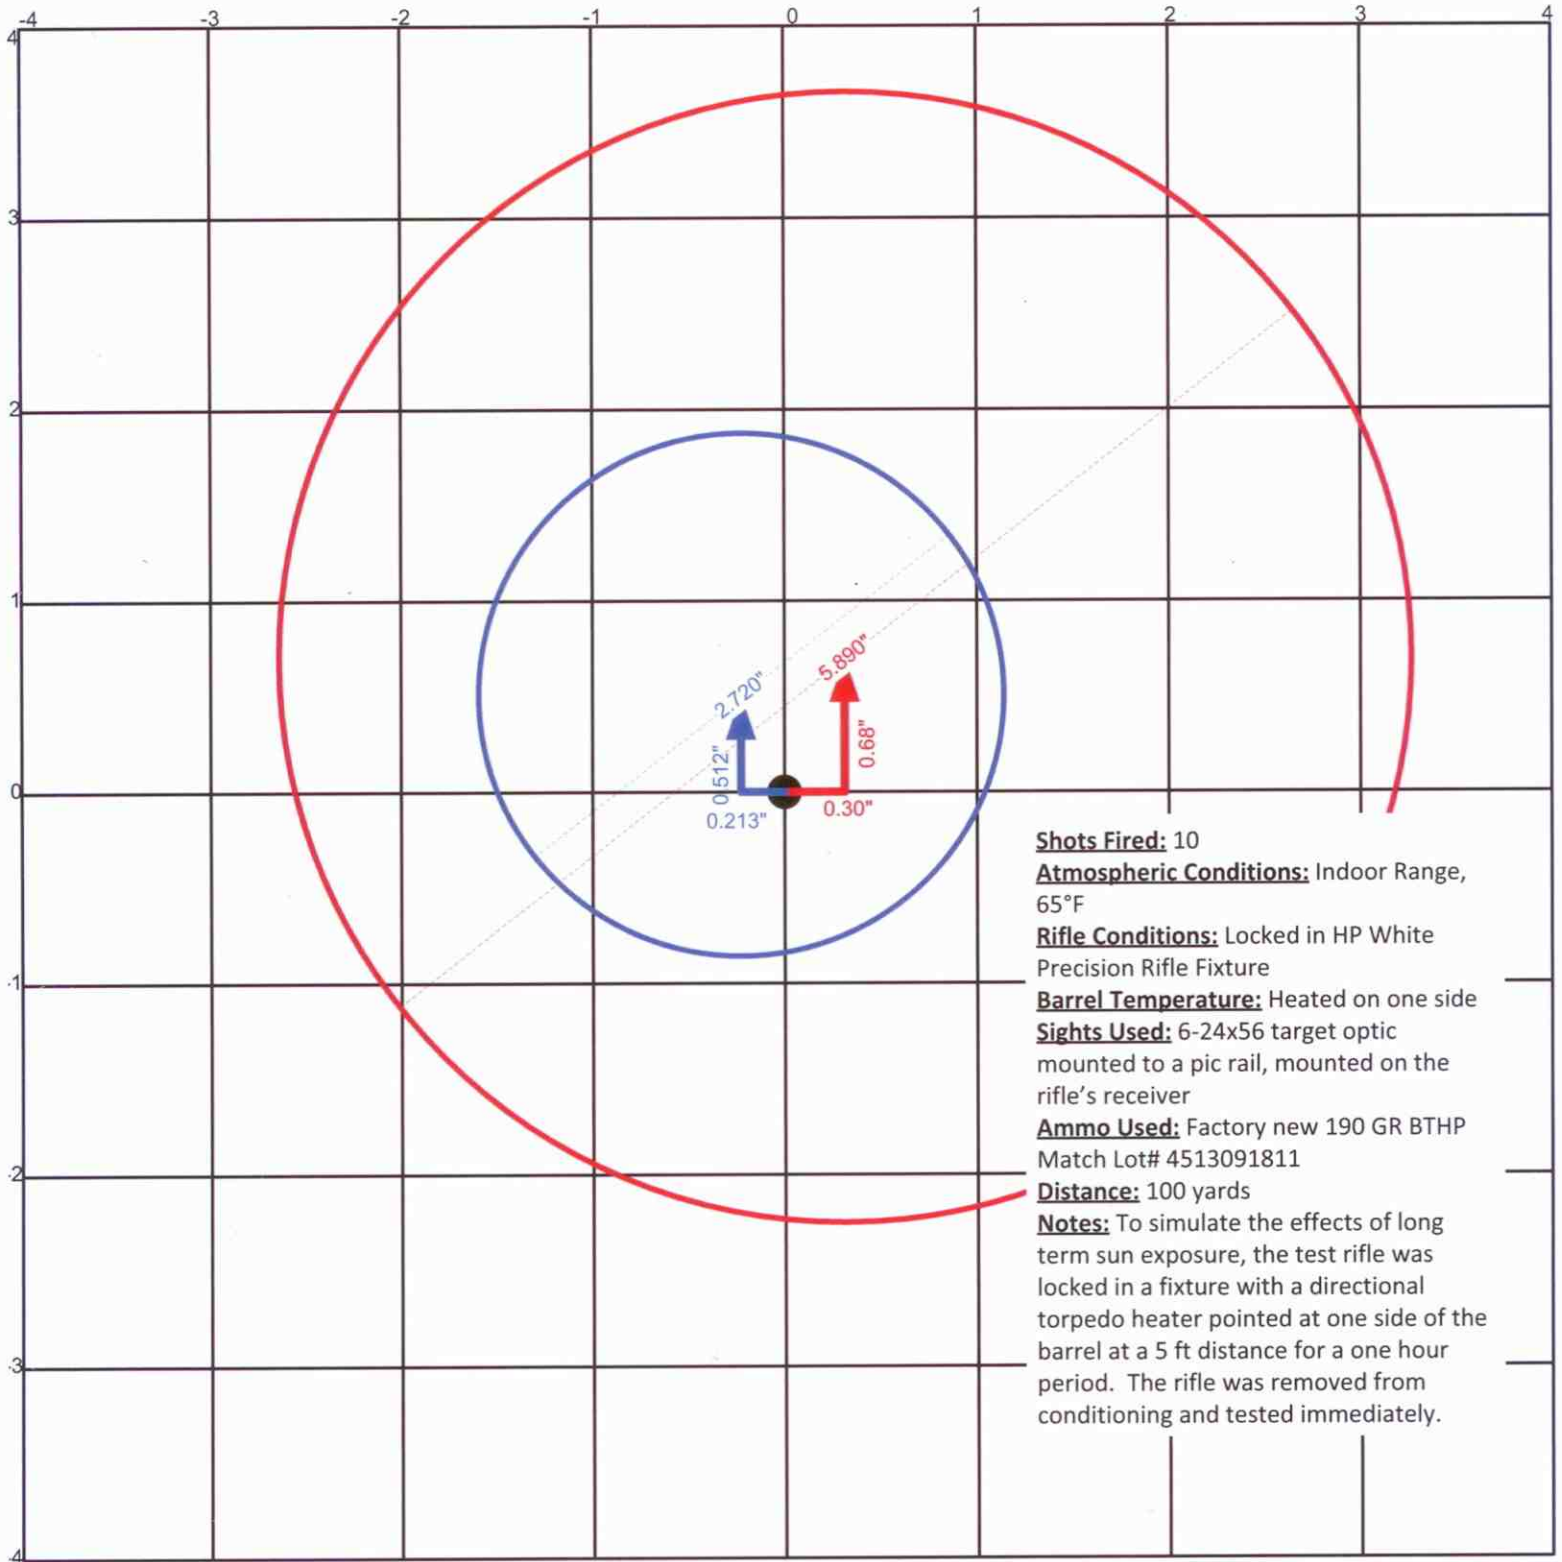 -4 -3 -2 -1 0 1 2 3 4
4
3
2
1
0
-1
-2
-3
-4
5.890"
2.720"
0.68"
0.512"
0.30"
0.213"
Shots Fired: 10
Atmospheric Conditions: Indoor Range,
65°F
Rifle Conditions: Locked in HP White
Precision Rifle Fixture
Barrel Temperature: Heated on one side
Sights Used: 6-24x56 target optic
mounted to a pic rail, mounted on the
rifle's receiver
Ammo Used: Factory new 190 GR BTHP
Match Lot# 4513091811
Distance: 100 yards
Notes: To simulate the effects of long
term sun exposure, the test rifle was
locked in a fixture with a directional
torpedo heater pointed at one side of the
barrel at a 5 ft distance for a one hour
period.  The rifle was removed from
conditioning and tested immediately.